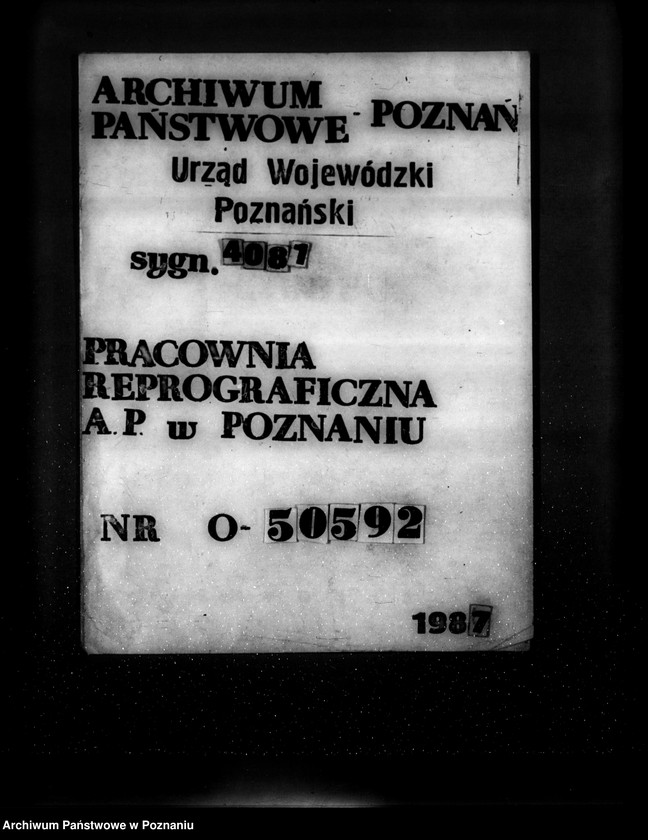 ARCHIWUM
PAŃSTWOWE - POZNAŃ
Urząd Wojewódzki
Poznański
sygn. 4087
PRACOWNIA
REPROGRAFICZNA
A.P. w POZNANIU
NR O-50592
1987
Archiwum Państwowe w Poznaniu